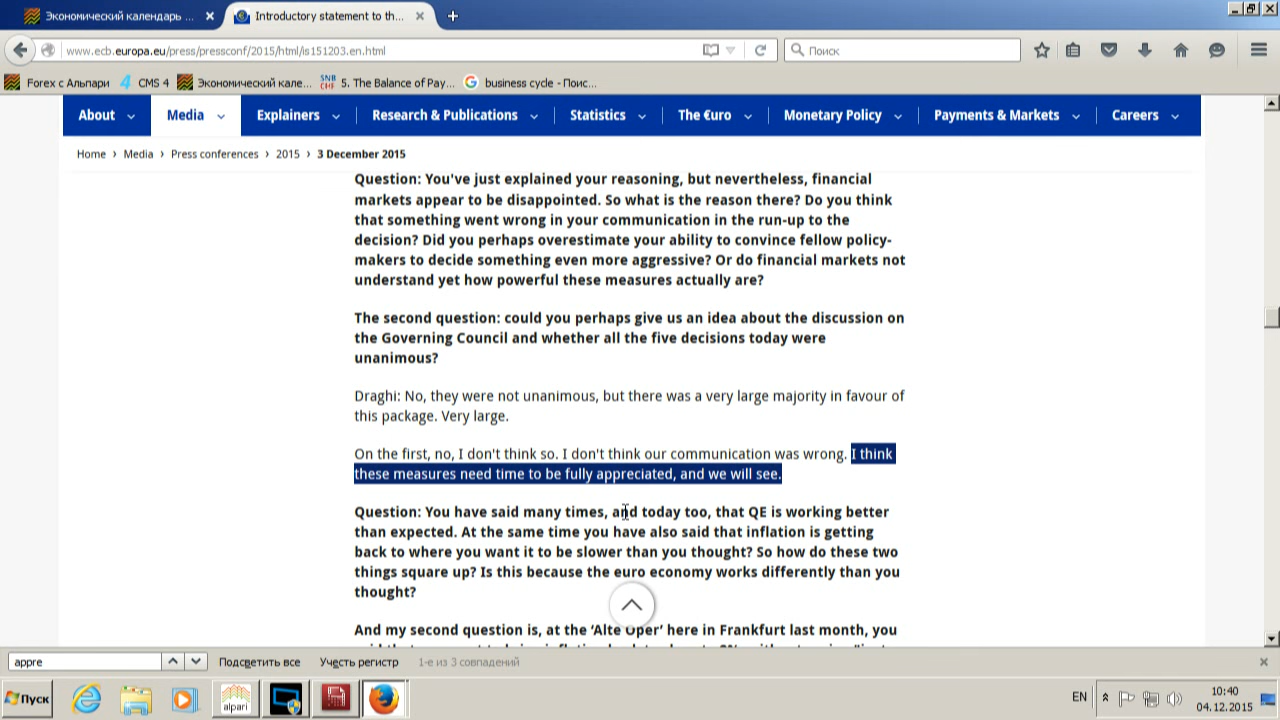 Экономический календарь ...
Introductory statement to th...
www.ecb.europa.eu/press/pressconf/2015/html/is151203.en.html
Поиск
Forex с Альпари
CMS 4
Экономический кале...
SNB
CHF
5. The Balance of Pay...
business cycle - Поис...
About
Media
Explainers
Research & Publications
Statistics
The €uro
Monetary Policy
Payments & Markets
Careers
Home › Media › Press conferences › 2015 › 3 December 2015
Question: You've just explained your reasoning, but nevertheless, financial
markets appear to be disappointed. So what is the reason there? Do you think
that something went wrong in your communication in the run-up to the
decision? Did you perhaps overestimate your ability to convince fellow policy-
makers to decide something even more aggressive? Or do financial markets not
understand yet how powerful these measures actually are?
The second question: could you perhaps give us an idea about the discussion on
the Governing Council and whether all the five decisions today were
unanimous?
Draghi: No, they were not unanimous, but there was a very large majority in favour of
this package. Very large.
On the first, no, I don't think so. I don't think our communication was wrong. I think
these measures need time to be fully appreciated, and we will see.
Question: You have said many times, and today too, that QE is working better
than expected. At the same time you have also said that inflation is getting
back to where you want it to be slower than you thought? So how do these two
things square up? Is this because the euro economy works differently than you
thought?
And my second question is, at the ‘Alte Oper’ here in Frankfurt last month, you
appre
Подсветить все
Учесть регистр
1-е из 3 совпадений
Пуск
alpari
EN
10:40
04.12.2015